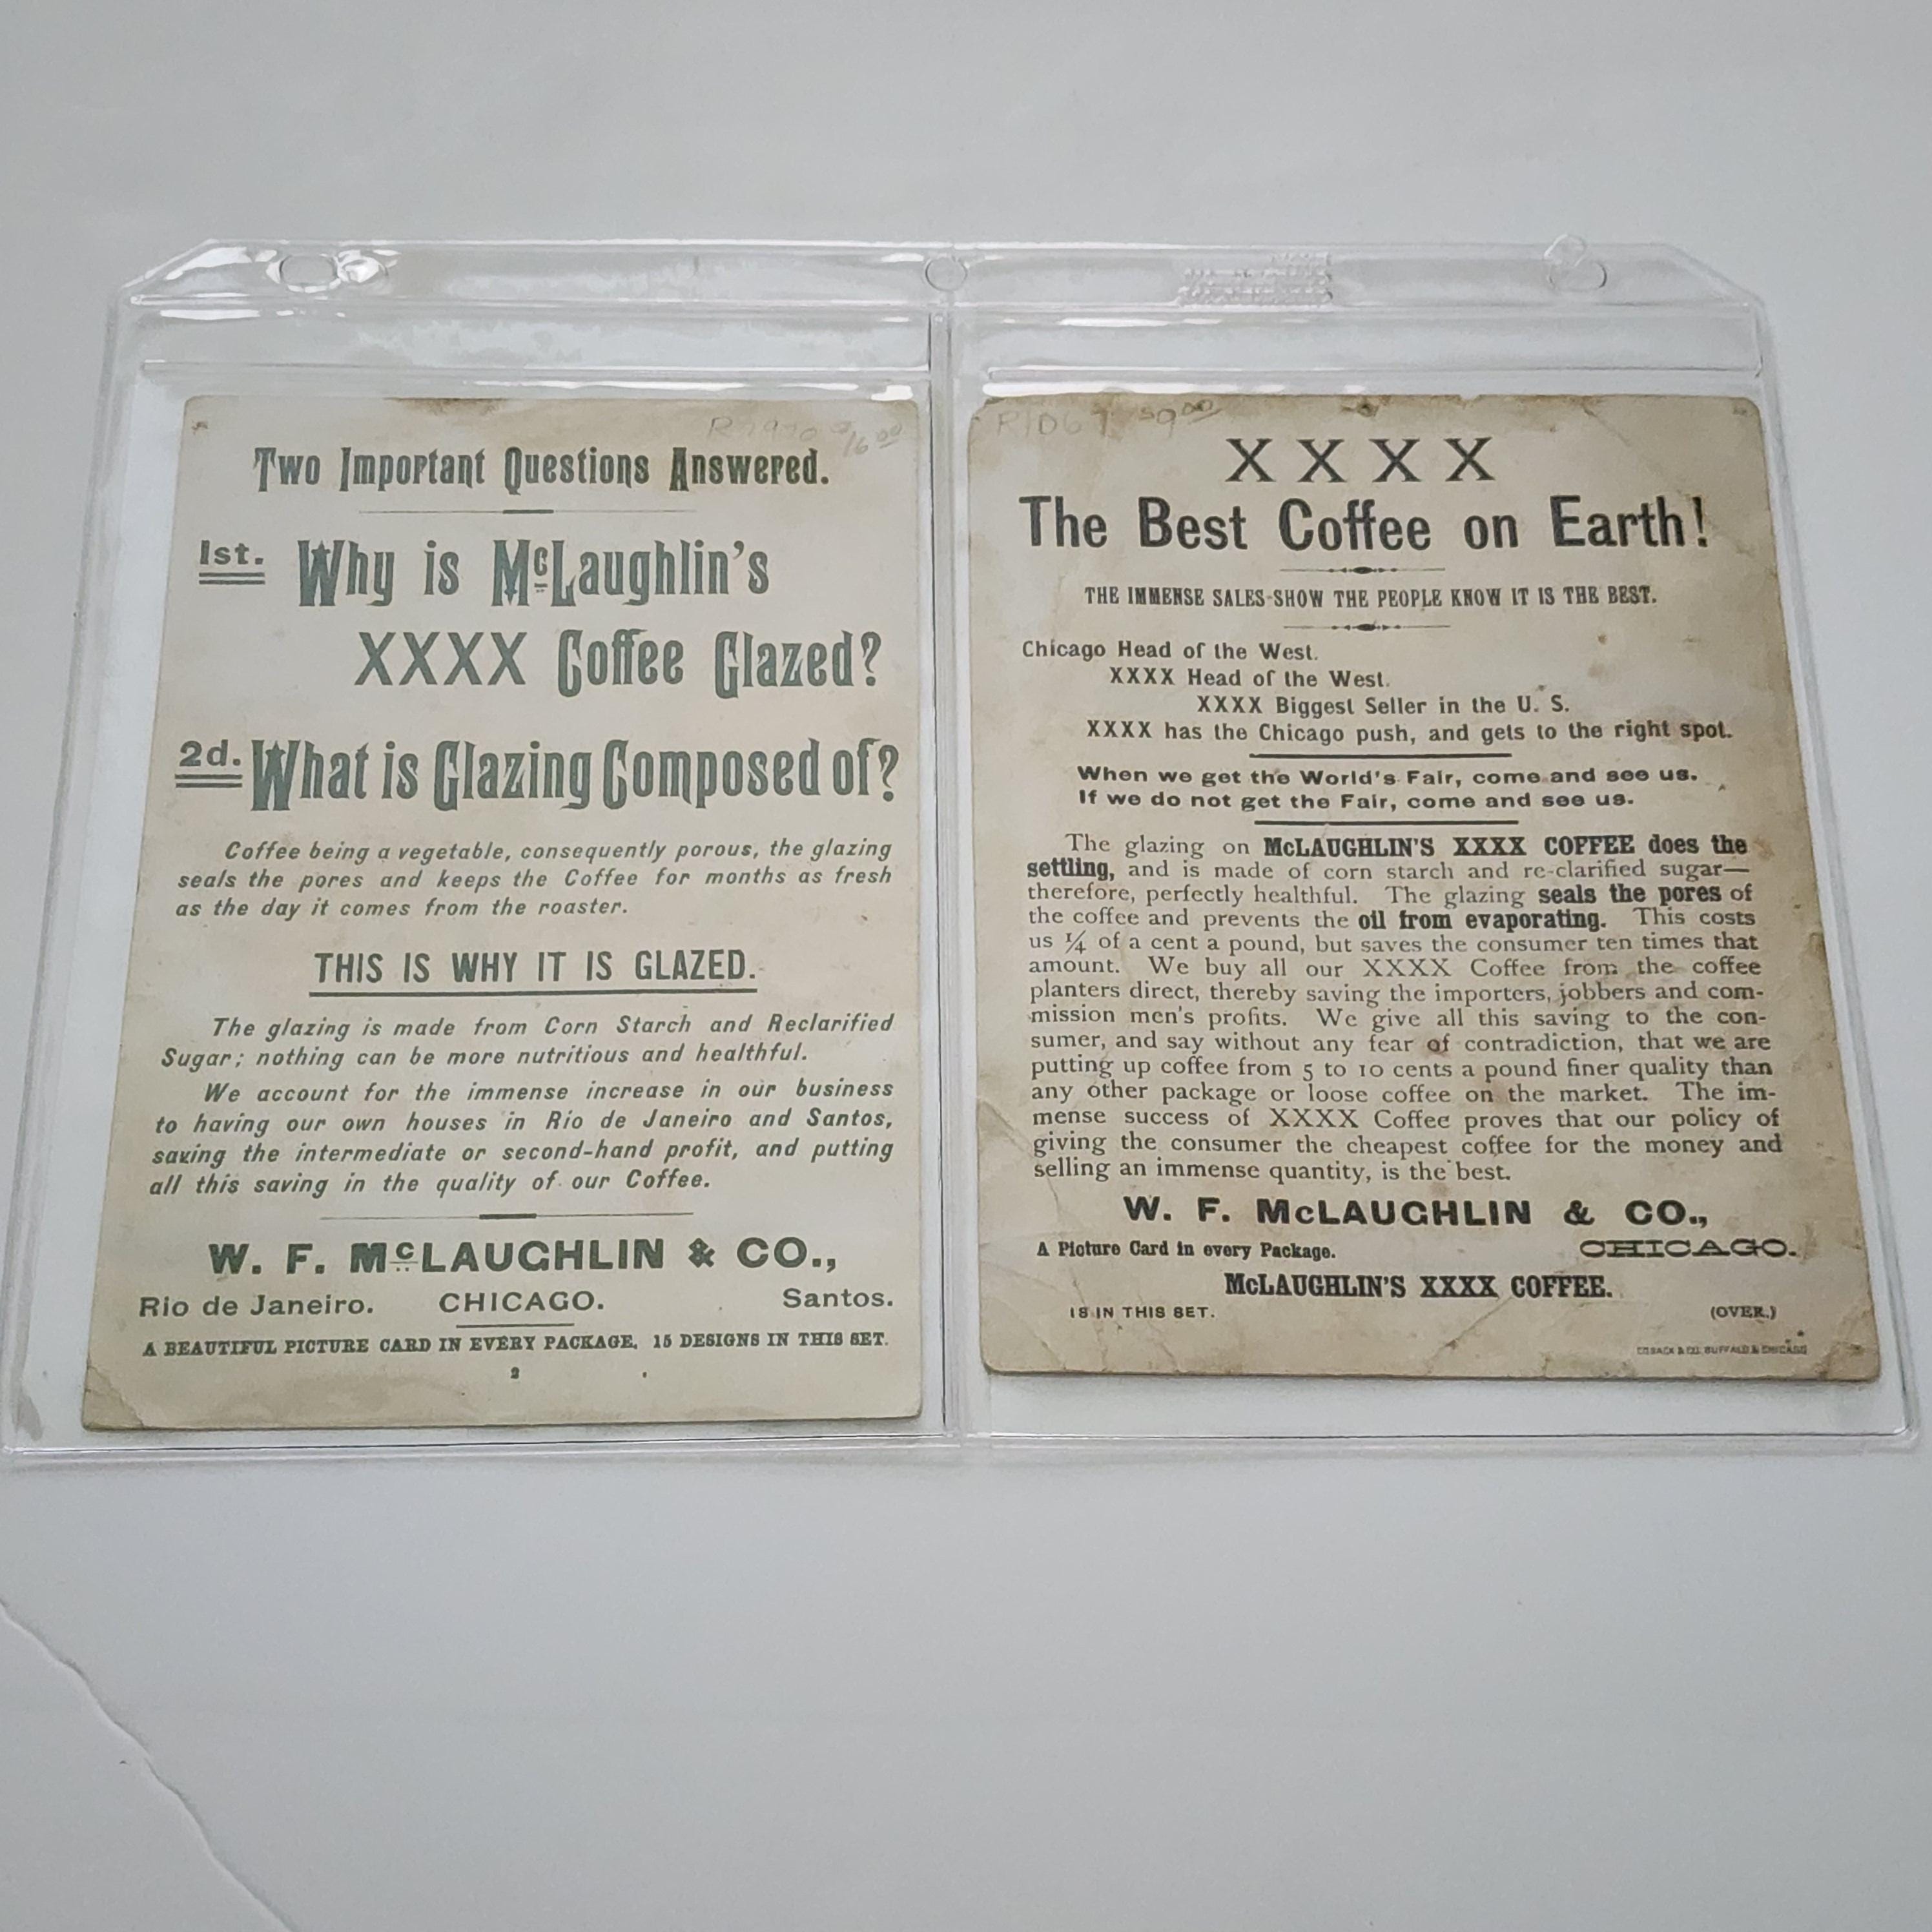 Two Important Questions Answered.
1st. Why is McLaughlin's
XXXX Coffee Glazed?
2d. What is Glazing Composed of?
Coffee being a vegetable, consequently porous, the glazing
seals the pores and keeps the Coffee for months as fresh
as the day it comes from the roaster.
THIS IS WHY IT IS GLAZED.
The glazing is made from Corn Starch and Reclarified
Sugar; nothing can be more nutritious and healthful.
We account for the immense increase in our business
to having our own houses in Rio de Janeiro and Santos,
saving the intermediate or second-hand profit, and putting
all this saving in the quality of our Coffee.
W. F. McLAUGHLIN & CO.,
Rio de Janeiro. CHICAGO. Santos.
A BEAUTIFUL PICTURE CARD IN EVERY PACKAGE, 15 DESIGNS IN THIS SET.
2
XXXX
The Best Coffee on Earth!
THE IMMENSE SALES SHOW THE PEOPLE KNOW IT IS THE BEST.
Chicago Head of the West.
XXXX Head of the West.
XXXX Biggest Seller in the U. S.
XXXX has the Chicago push, and gets to the right spot.
When we get the World's Fair, come and see us.
If we do not get the Fair, come and see us.
The glazing on McLAUGHLIN'S XXXX COFFEE does the
settling, and is made of corn starch and re-clarified sugar—
therefore, perfectly healthful. The glazing seals the pores of
the coffee and prevents the oil from evaporating. This costs
us ¼ of a cent a pound, but saves the consumer ten times that
amount. We buy all our XXXX Coffee from the coffee
planters direct, thereby saving the importers, jobbers and com-
mission men's profits. We give all this saving to the con-
sumer, and say without any fear of contradiction, that we are
putting up coffee from 5 to 10 cents a pound finer quality than
any other package or loose coffee on the market. The im-
mense success of XXXX Coffee proves that our policy of
giving the consumer the cheapest coffee for the money and
selling an immense quantity, is the best.
W. F. McLAUGHLIN & CO.,
A Picture Card in every Package. CHICAGO.
McLAUGHLIN'S XXXX COFFEE.
18 IN THIS SET. (OVER.)
COSACK & CO. BUFFALO & CHICAGO